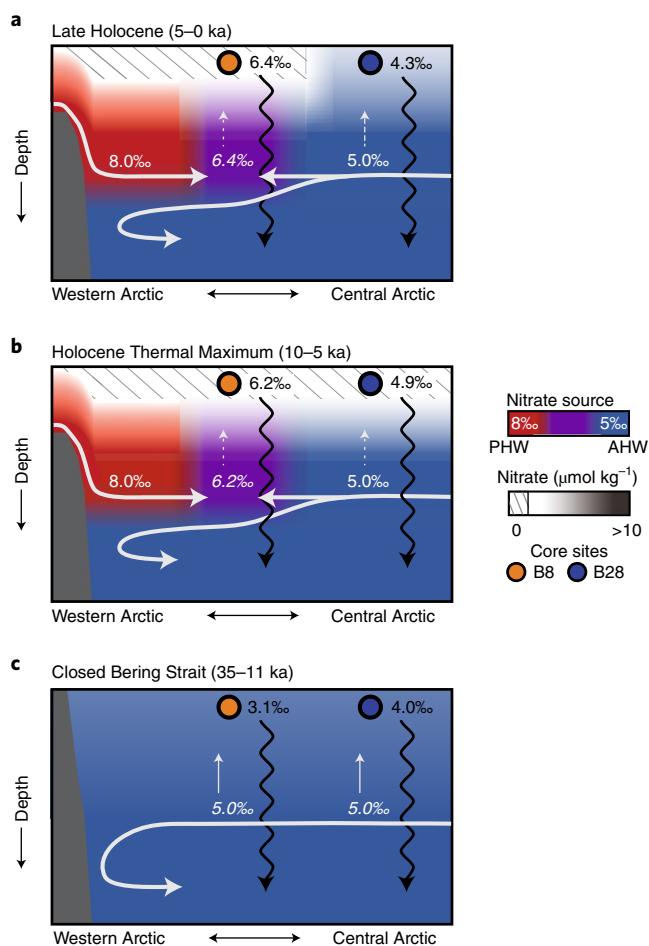 a
Late Holocene (5–0 ka)
6.4‰
4.3‰
8.0‰
6.4‰
5.0‰
Depth
Western Arctic
Central Arctic
b
Holocene Thermal Maximum (10–5 ka)
6.2‰
4.9‰
8.0‰
6.2‰
5.0‰
Depth
Western Arctic
Central Arctic
Nitrate source
8‰
5‰
PHW
AHW
Nitrate (μmol kg⁻¹)
0
>10
Core sites
B8
B28
c
Closed Bering Strait (35–11 ka)
3.1‰
4.0‰
5.0‰
5.0‰
Depth
Western Arctic
Central Arctic